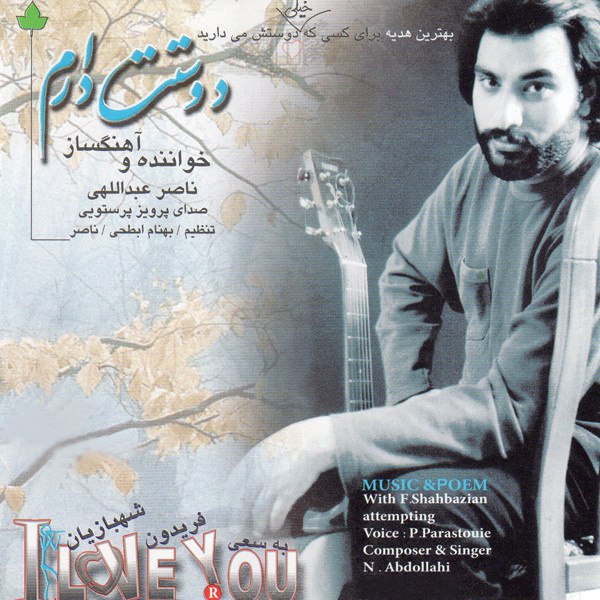 خیلی
بهترین هدیه برای کسی که دوستش می دارید
دوستت دارم
خواننده و آهنگساز
ناصر عبداللهی
صدای پرویز پرستویی
تنظیم / بهنام ابطحی / ناصر
MUSIC &POEM
With F.Shahbazian
attempting
Voice : P.Parastouie
Composer & Singer
N . Abdollahi
به سعی فریدون شهبازیان
I LOVE YOU
R